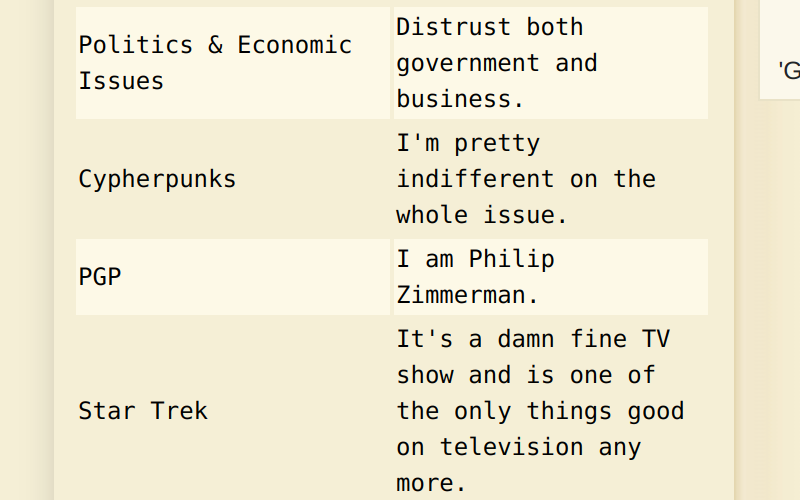 Politics & Economic
Issues
Distrust both
government and
business.
Cypherpunks
I'm pretty
indifferent on the
whole issue.
PGP
I am Philip
Zimmerman.
Star Trek
It's a damn fine TV
show and is one of
the only things good
on television any
more.
'G